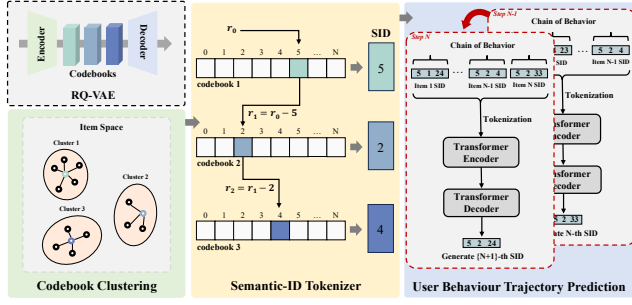 Encoder
Decoder
Codebooks
RQ-VAE
Item Space
Cluster 1
Cluster 2
Cluster 3
Codebook Clustering
r₀
SID
0 1 2 3 4 5 ... N
codebook 1
5
r₁ = r₀ − 5
0 1 2 3 4 5 ... N
codebook 2
2
r₂ = r₁ − 2
0 1 2 3 4 5 ... N
codebook 3
4
Semantic-ID Tokenizer
Step N
Chain of Behavior
5 1 24 ... 5 2 4 5 2 33
Item 1 SID Item N-1 SID Item N SID
Tokenization
Transformer
Encoder
Transformer
Decoder
5 2 24
Generate {N+1}-th SID
Step N-1
of Behavior
23 ... 5 2 4
SID Item N-1 SID
Tokenization
5 2 33
N-th SID
User Behaviour Trajectory Prediction